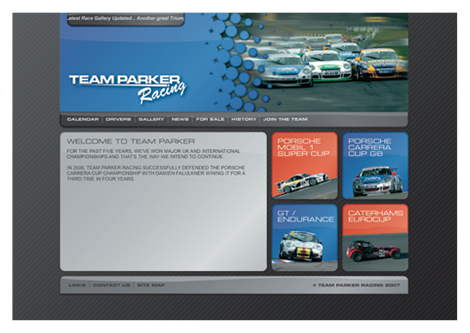 Latest Race Gallery Updated... Another great Trium
TEAM PARKER
Racing
CALENDAR DRIVERS GALLERY NEWS FOR SALE HISTORY JOIN THE TEAM
WELCOME TO TEAM PARKER
FOR THE PAST FIVE YEARS, WE'VE WON MAJOR UK AND INTERNATIONAL
CHAMPIONSHIPS AND THAT'S THE WAY WE INTEND TO CONTINUE.
IN 2006, TEAM PARKER RACING SUCCESSFULLY DEFENDED THE PORSCHE
CARRERA CUP CHAMPIONSHIP WITH DAMIEN FAULKNER WINING IT FOR A
THIRD TIME IN FOUR YEARS.
PORSCHE
MOBIL 1
SUPER CUP
PORSCHE
CARRERA
CUP GB
GT /
ENDURANCE
CATERHAMS
EUROCUP
LINKS CONTACT US SITE MAP
© TEAM PARKER RACING 2007